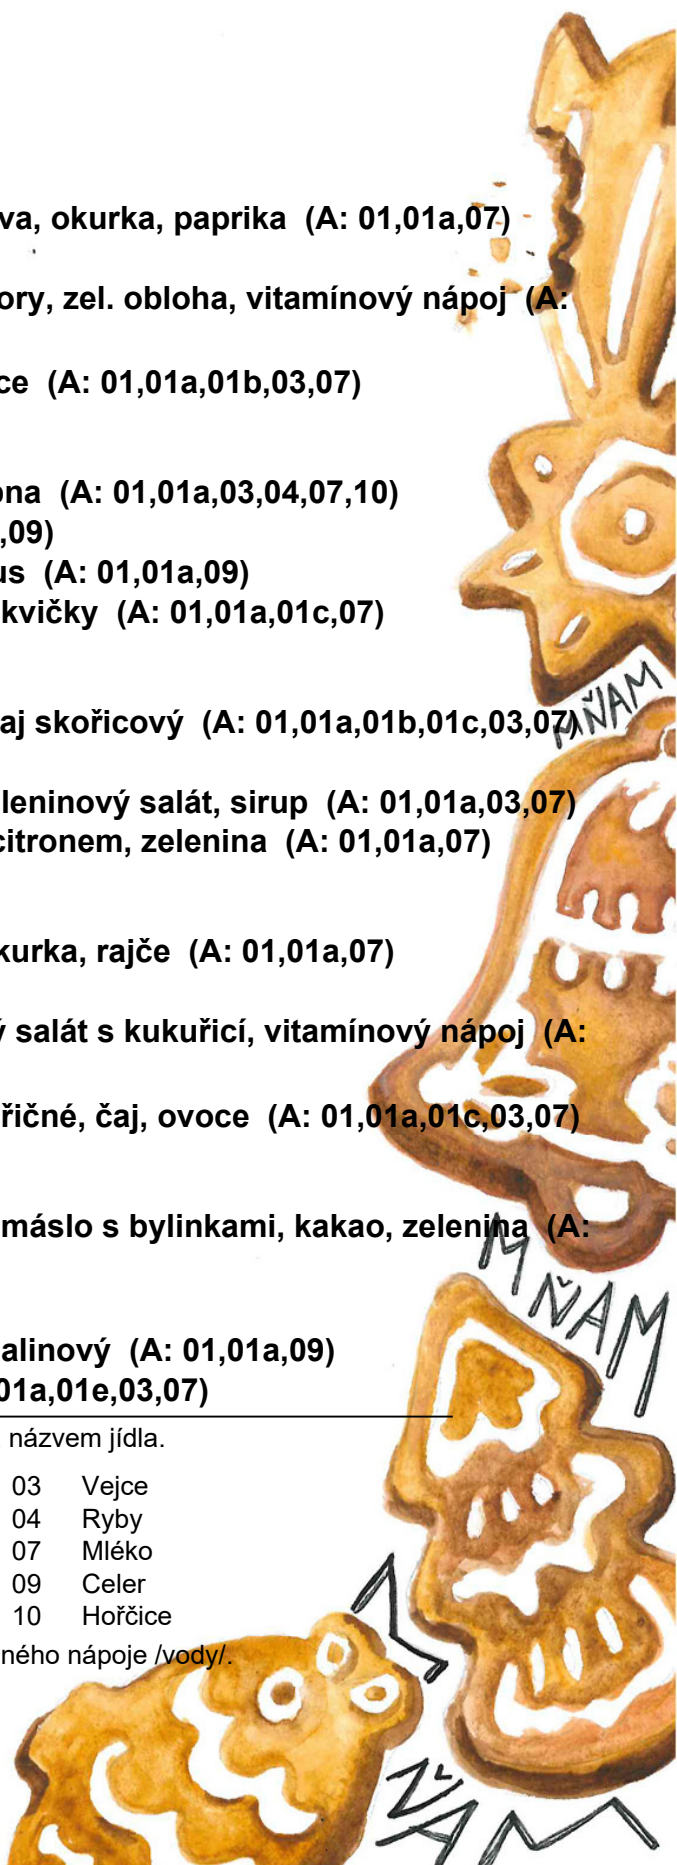 va, okurka, paprika (A: 01,01a,07)
ory, zel. obloha, vitamínový nápoj (A:
ce (A: 01,01a,01b,03,07)
ona (A: 01,01a,03,04,07,10)
,09)
us (A: 01,01a,09)
kvičky (A: 01,01a,01c,07)
aj skořicový (A: 01,01a,01b,01c,03,07)
MŇAM
leninový salát, sirup (A: 01,01a,03,07)
citronem, zelenina (A: 01,01a,07)
kurka, rajče (A: 01,01a,07)
ý salát s kukuřicí, vitamínový nápoj (A:
řičné, čaj, ovoce (A: 01,01a,01c,03,07)
máslo s bylinkami, kakao, zelenina (A:
MŇAM
alinový (A: 01,01a,09)
01a,01e,03,07)
názvem jídla.
03 Vejce
04 Ryby
07 Mléko
09 Celer
10 Hořčice
ného nápoje /vody/.
MŇAM